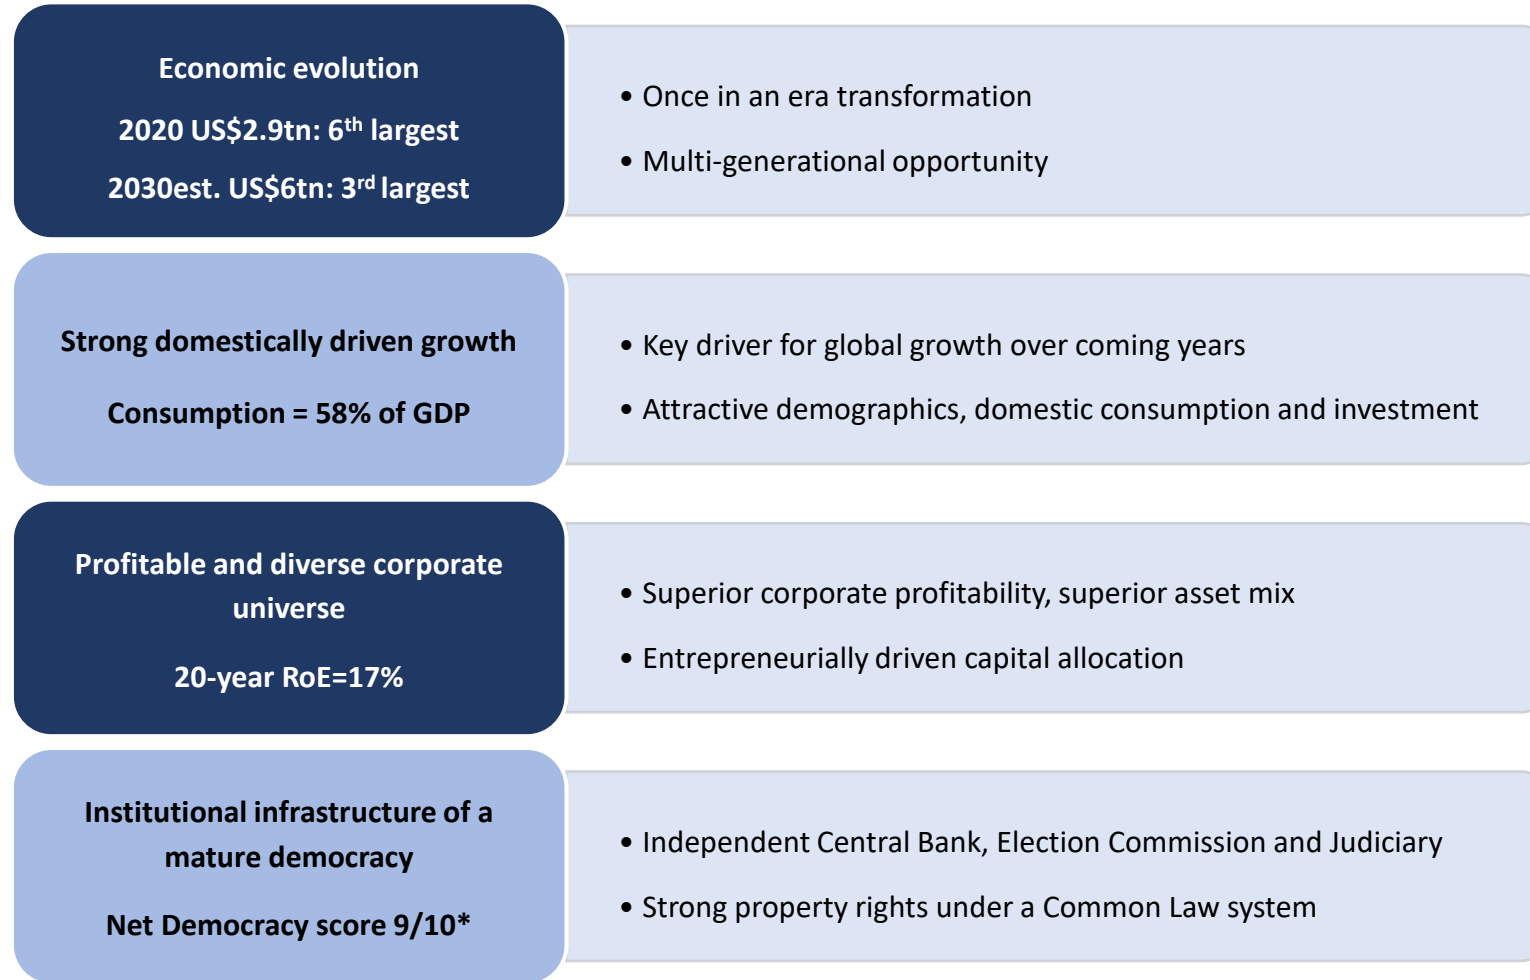 Economic evolution
2020 US$2.9tn: 6th largest
2030est. US$6tn: 3rd largest
• Once in an era transformation
• Multi-generational opportunity
Strong domestically driven growth
Consumption = 58% of GDP
• Key driver for global growth over coming years
• Attractive demographics, domestic consumption and investment
Profitable and diverse corporate
universe
20-year RoE=17%
• Superior corporate profitability, superior asset mix
• Entrepreneurially driven capital allocation
Institutional infrastructure of a
mature democracy
Net Democracy score 9/10*
• Independent Central Bank, Election Commission and Judiciary
• Strong property rights under a Common Law system